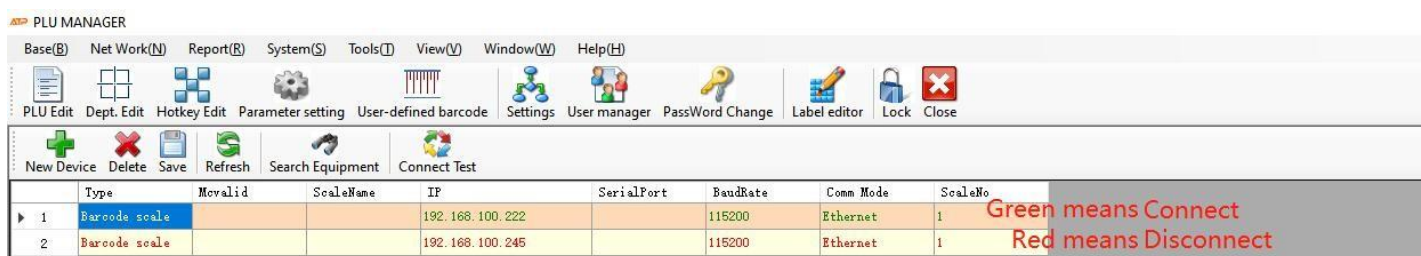 ATP PLU MANAGER
Base(B) Net Work(N) Report(R) System(S) Tools(T) View(V) Window(W) Help(H)
PLU Edit Dept. Edit Hotkey Edit Parameter setting User-defined barcode Settings User manager PassWord Change Label editor Lock Close
New Device Delete Save Refresh Search Equipment Connect Test
Type Mcvalid ScaleName IP SerialPort BaudRate Comm Mode ScaleNo
1 Barcode scale 192.168.100.222 115200 Ethernet 1 Green means Connect
2 Barcode scale 192.168.100.245 115200 Ethernet 1 Red means Disconnect